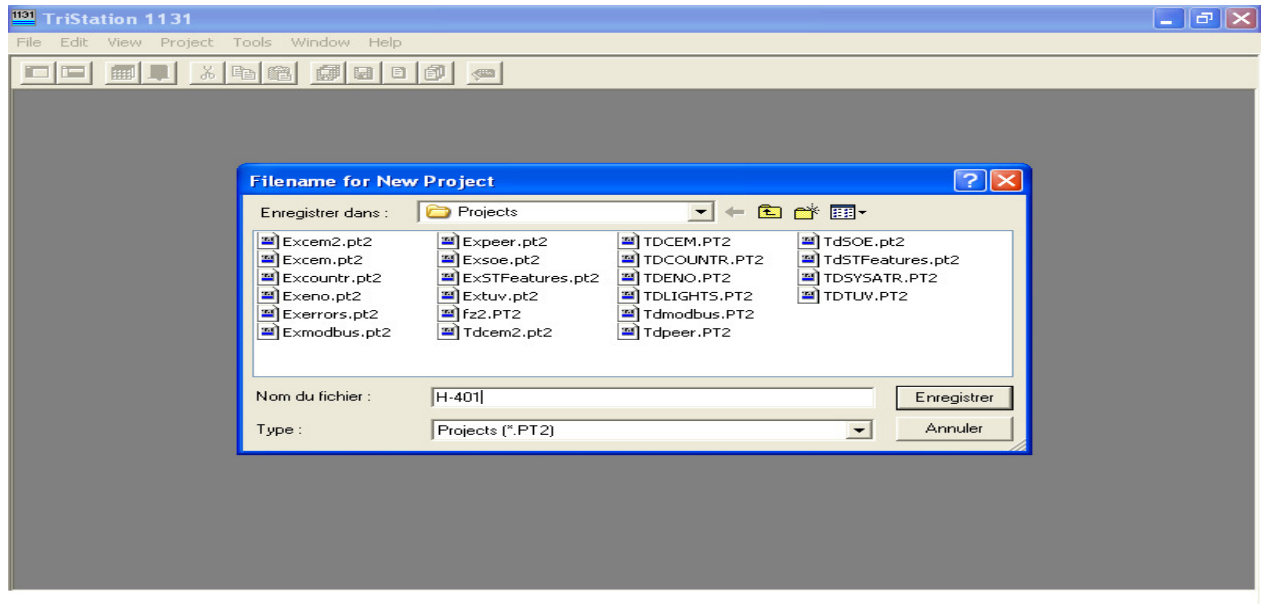 1131 TriStation 1131
File Edit View Project Tools Window Help
Filename for New Project
Enregistrer dans : Projects
Excem2.pt2 Expeer.pt2 TDCEM.PT2 TdSOE.pt2
Excem.pt2 Exsoe.pt2 TDCOUNTR.PT2 TdSTFeatures.pt2
Excountr.pt2 ExSTFeatures.pt2 TDENO.PT2 TDSYSATR.PT2
Exeno.pt2 Extuv.pt2 TDLIGHTS.PT2 TDTUV.PT2
Exerrors.pt2 fz2.PT2 Tdmodbus.PT2
Exmodbus.pt2 Tdcem2.pt2 Tdpeer.PT2
Nom du fichier : H-401 Enregistrer
Type : Projects (*.PT2) Annuler